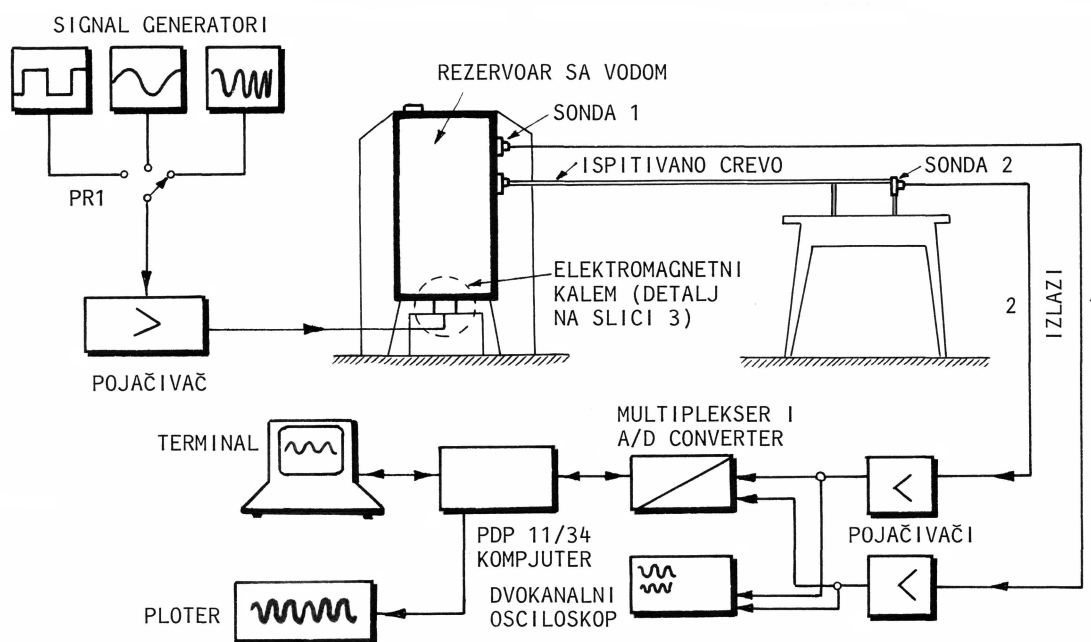 SIGNAL GENERATORI
REZERVOAR SA VODOM
SONDA 1
ISPITIVANO CREVO
SONDA 2
PR1
ELEKTROMAGNETNI
KALEM (DETALJ
NA SLICI 3)
2
IZLAZI
>
POJAČIVAČ
MULTIPLEKSER I
A/D CONVERTER
TERMINAL
<
PDP 11/34
KOMPJUTER
POJAČIVAČI
DVOKANALNI
OSCILOSKOP
<
PLOTER